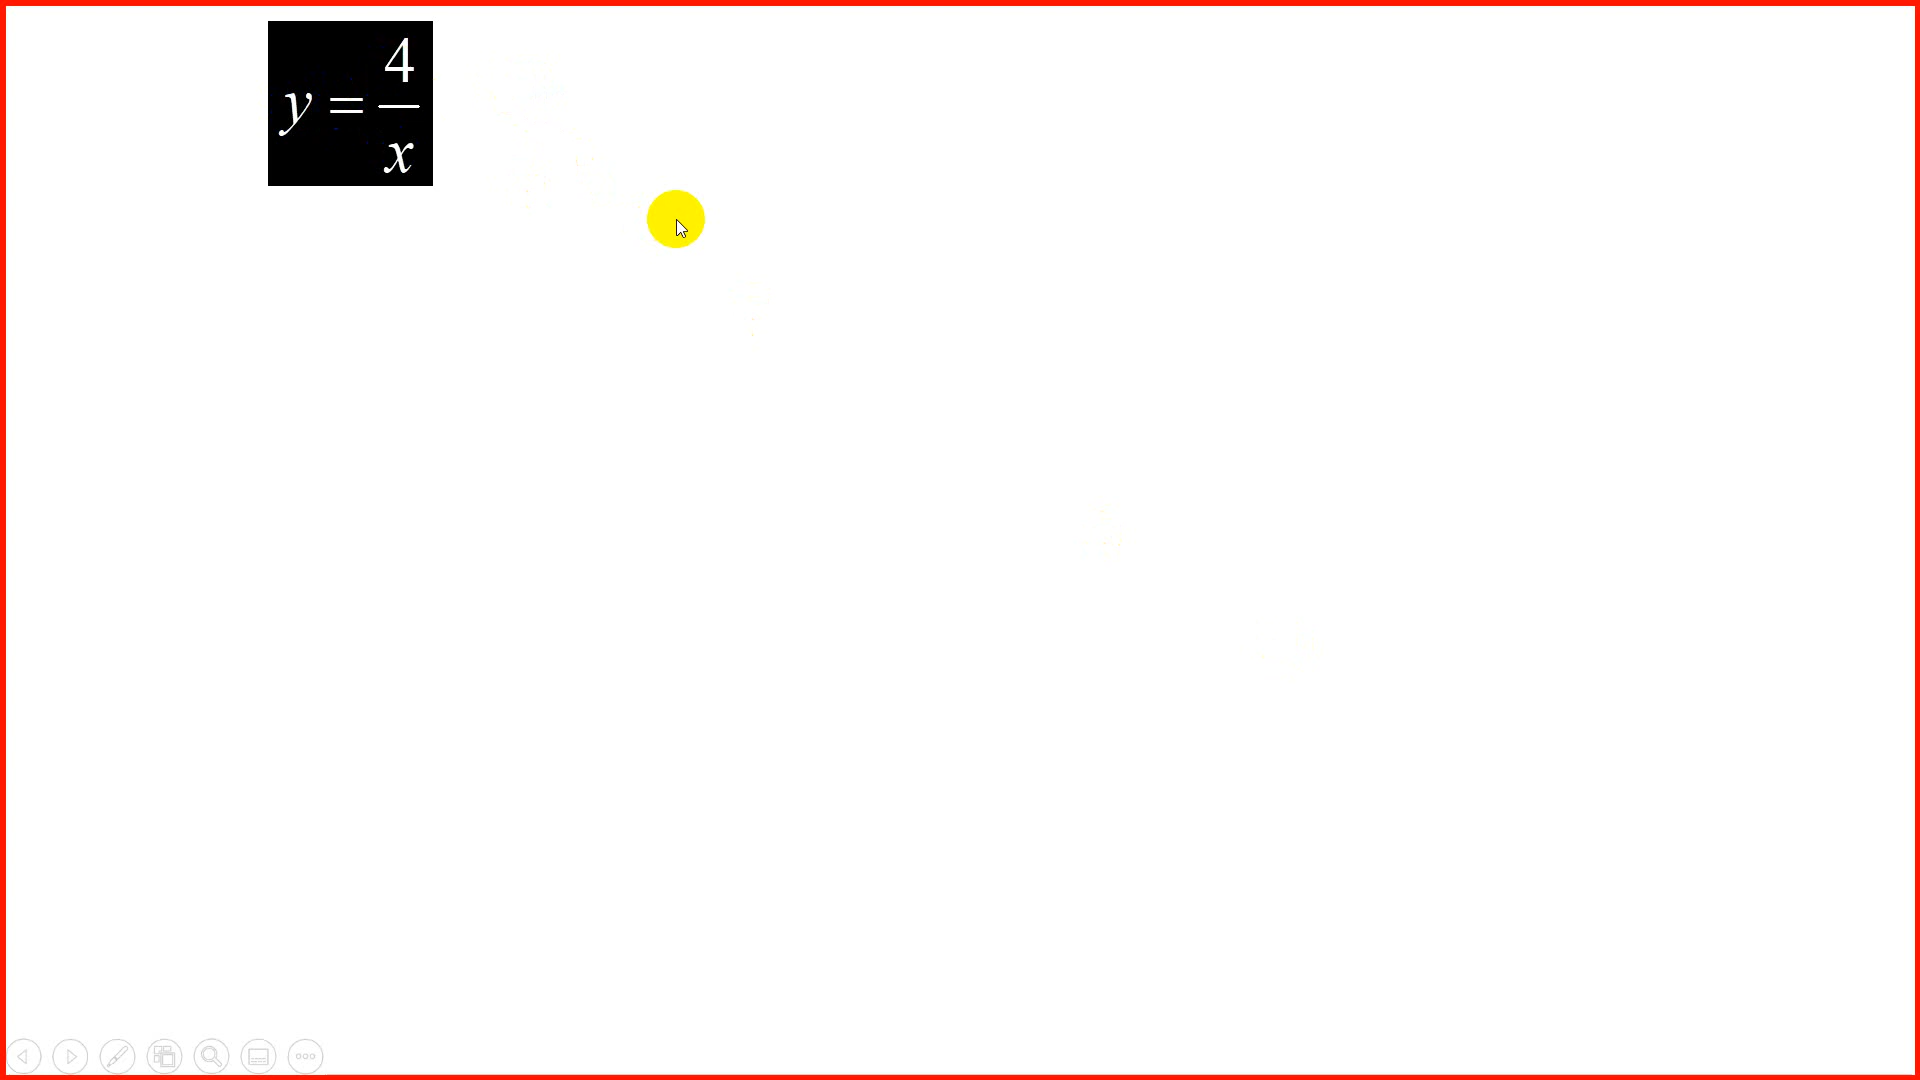 y = 4/x